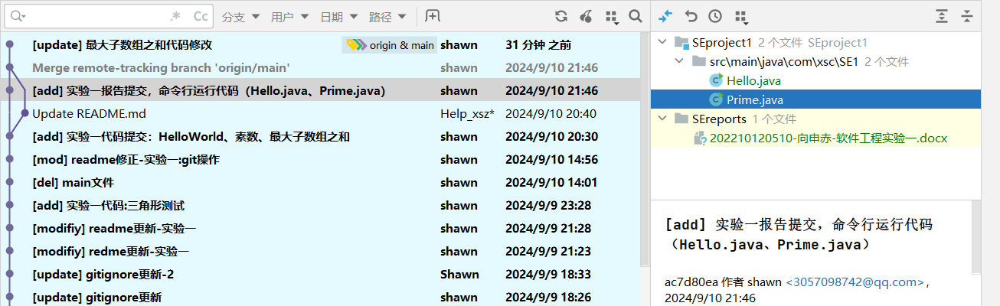 .* Cc 分支 用户 日期 路径
[update] 最大子数组之和代码修改 origin & main shawn 31 分钟 之前
Merge remote-tracking branch 'origin/main' shawn 2024/9/10 21:46
[add] 实验一报告提交，命令行运行代码（Hello.java、Prime.java） shawn 2024/9/10 21:46
Update README.md Help_xsz* 2024/9/10 20:40
[add] 实验一代码提交：HelloWorld、素数、最大子数组之和 shawn 2024/9/10 20:30
[mod] readme修正-实验一:git操作 shawn 2024/9/10 14:56
[del] main文件 shawn 2024/9/10 14:01
[add] 实验一代码:三角形测试 shawn 2024/9/9 23:28
[modifiy] readme更新-实验一 shawn 2024/9/9 21:28
[modifiy] redme更新-实验一 shawn 2024/9/9 21:23
[update] gitignore更新-2 Shawn 2024/9/9 18:33
[update] gitignore更新 shawn 2024/9/9 18:26
SEproject1 2 个文件 SEproject1
src\main\java\com\xsc\SE1 2 个文件
Hello.java
Prime.java
SEreports 1 个文件
202210120510-向申赤-软件工程实验一.docx
[add] 实验一报告提交，命令行运行代码
（Hello.java、Prime.java）
ac7d80ea 作者 shawn <3057098742@qq.com>，
2024/9/10 21:46